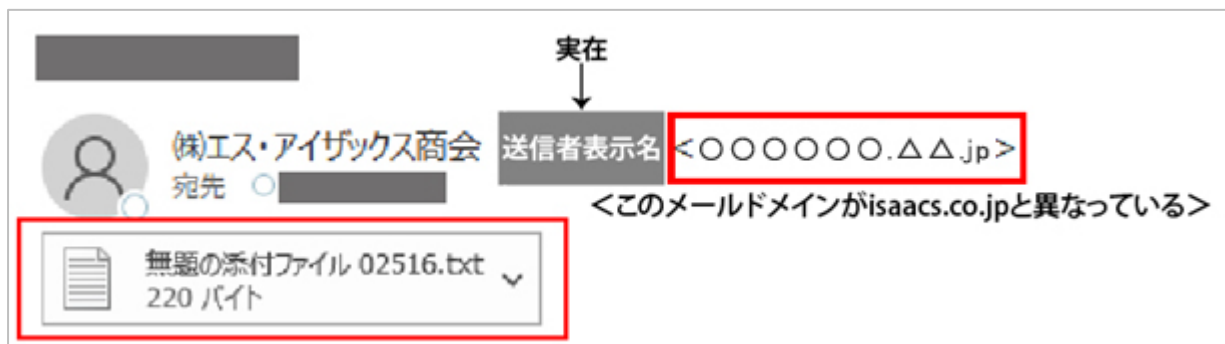 実在
㈱エス・アイザックス商会 送信者表示名 <○○○○○○.△△.jp>
宛先
<このメールドメインがisaacs.co.jpと異なっている>
無題の添付ファイル 02516.txt
220 バイト